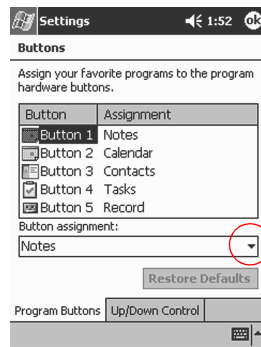 Settings 1:52 ok
Buttons
Assign your favorite programs to the program
hardware buttons.
Button Assignment
Button 1 Notes
Button 2 Calendar
Button 3 Contacts
Button 4 Tasks
Button 5 Record
Button assignment:
Notes
Restore Defaults
Program Buttons Up/Down Control